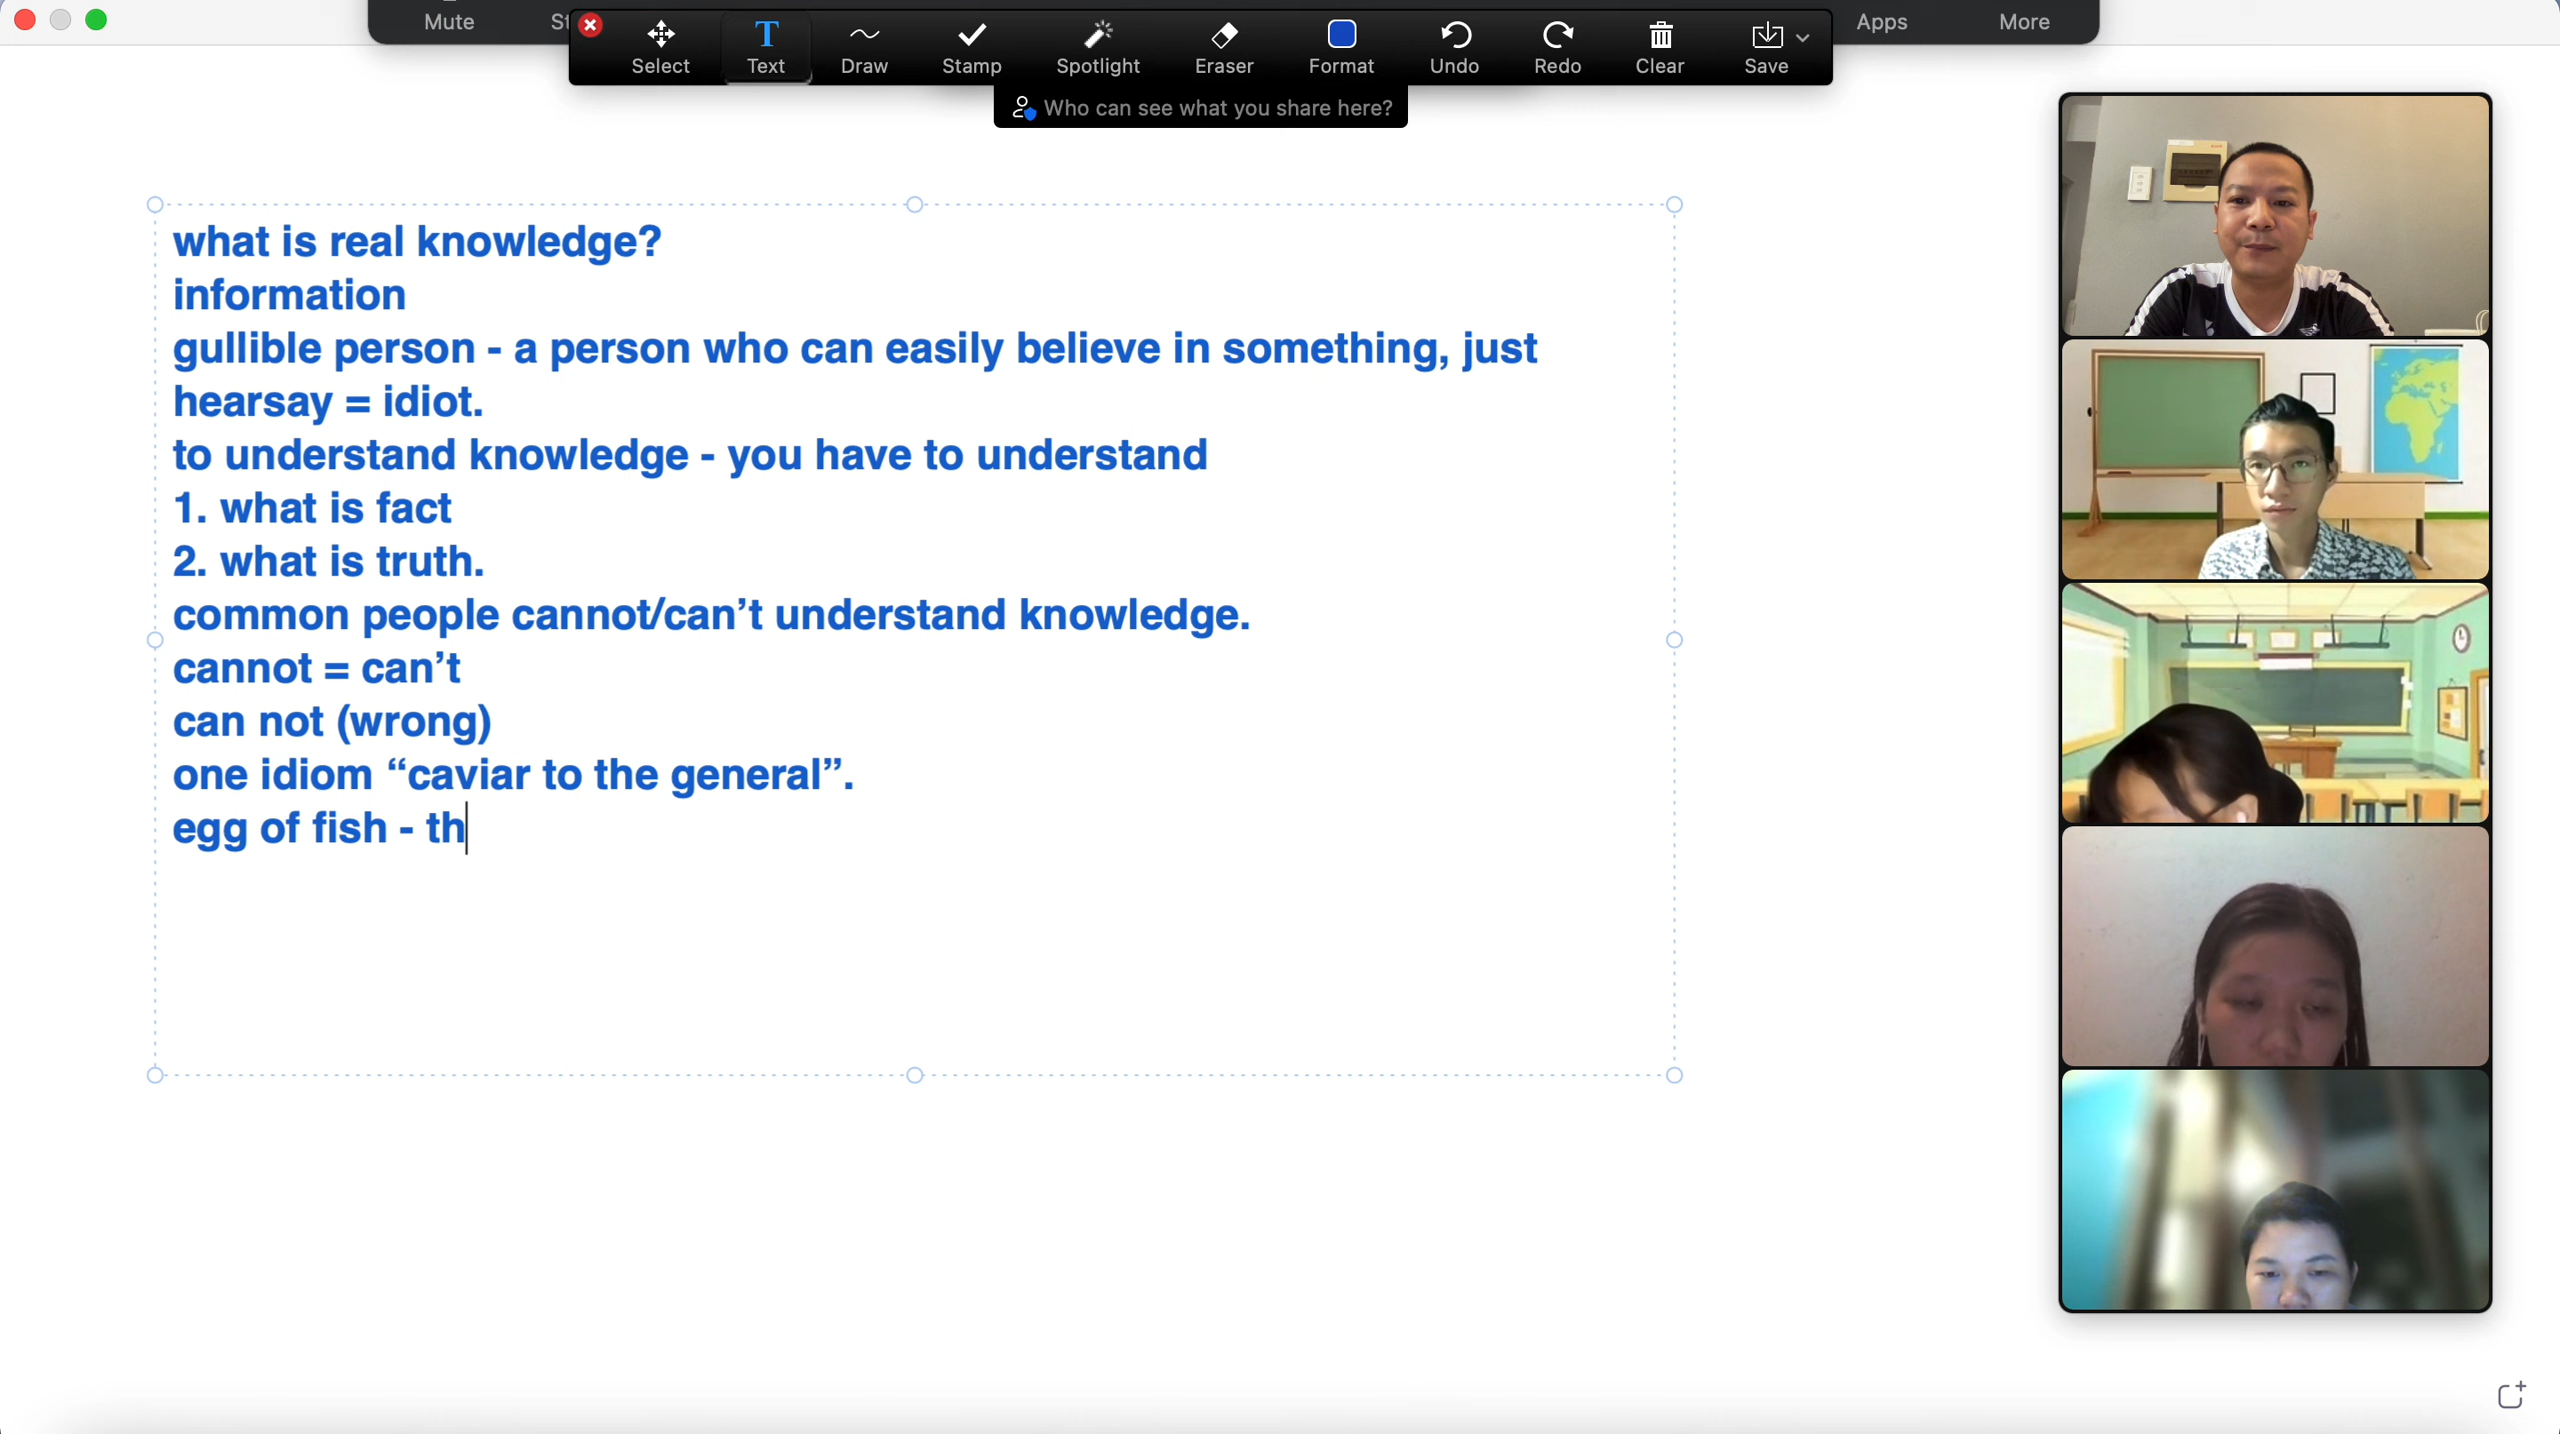 Mute
Select
Text
Draw
Stamp
Spotlight
Eraser
Format
Undo
Redo
Clear
Save
Apps
More
Who can see what you share here?
what is real knowledge?
information
gullible person - a person who can easily believe in something, just
hearsay = idiot.
to understand knowledge - you have to understand
1. what is fact
2. what is truth.
common people cannot/can’t understand knowledge.
cannot = can’t
can not (wrong)
one idiom “caviar to the general”.
egg of fish - th